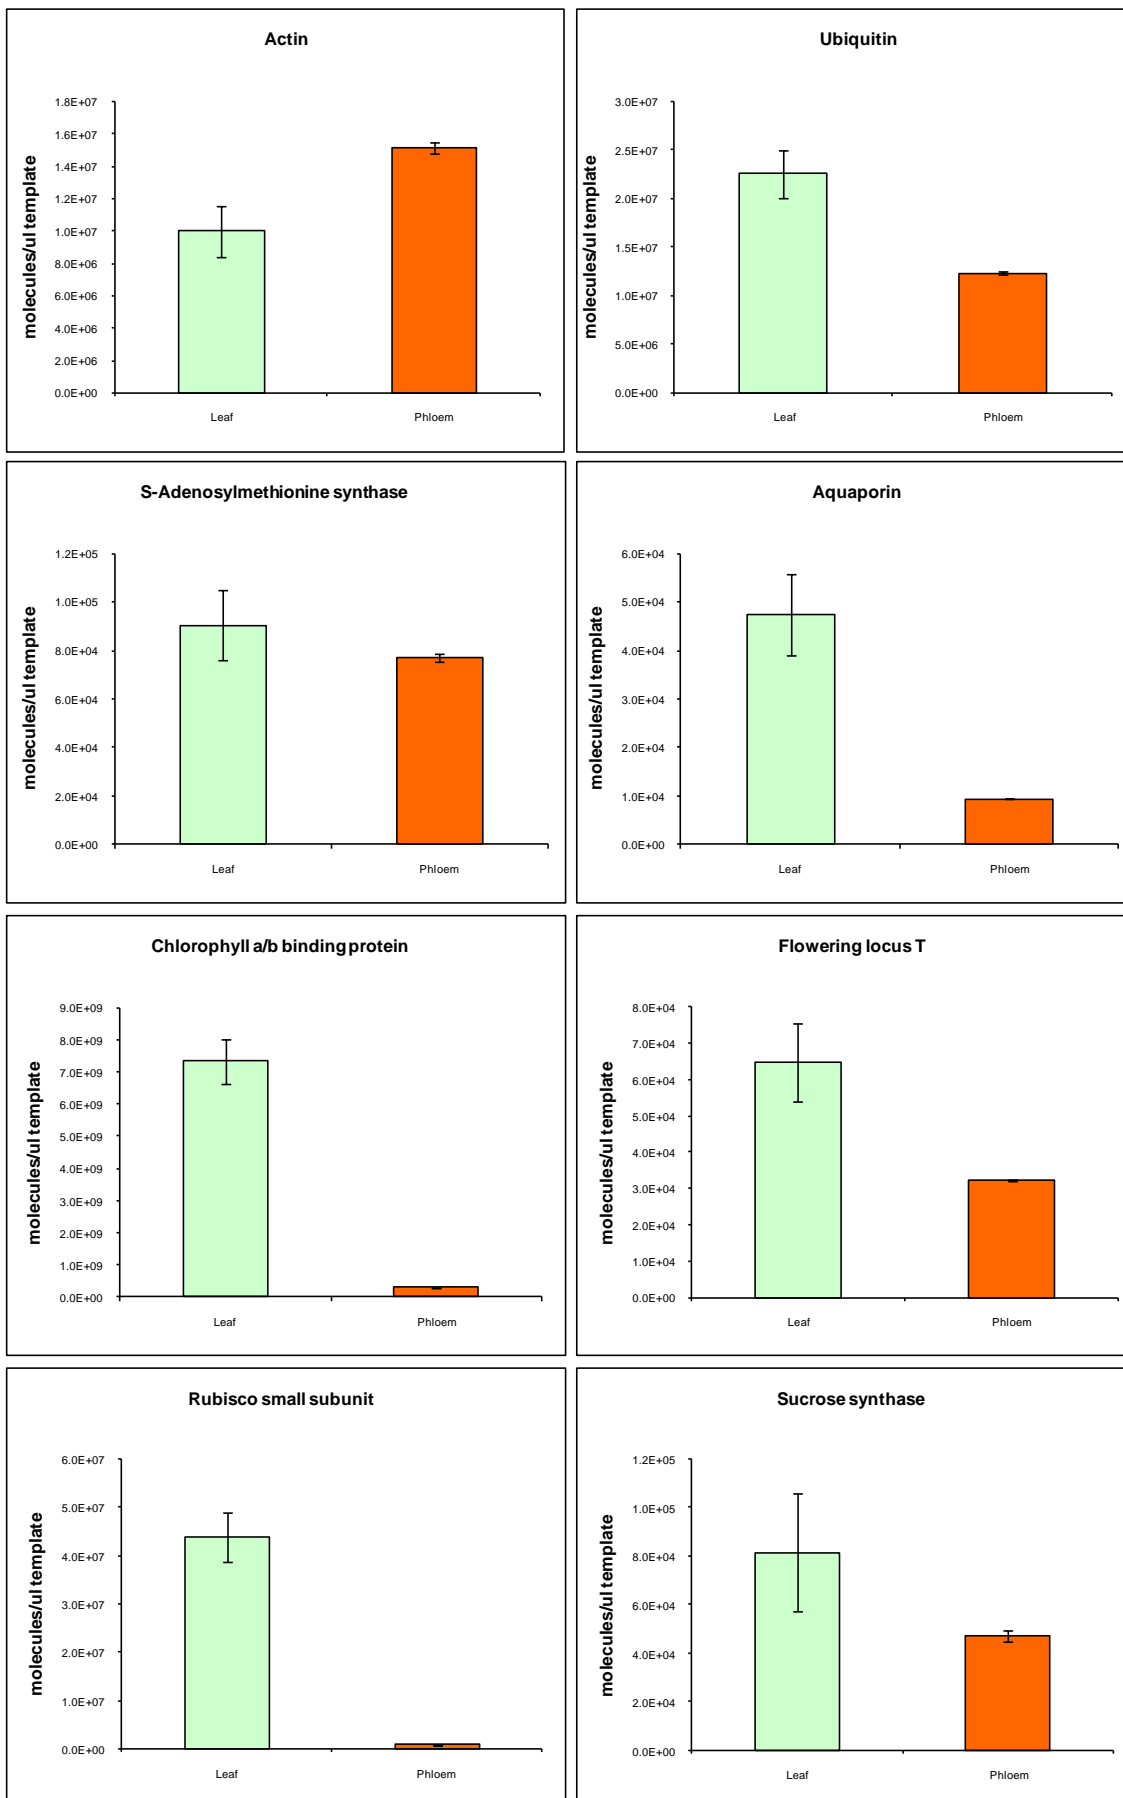 Actin
molecules/ul template
1.8E+07
1.6E+07
1.4E+07
1.2E+07
1.0E+07
8.0E+06
6.0E+06
4.0E+06
2.0E+06
0.0E+00
Leaf
Phloem
Ubiquitin
molecules/ul template
3.0E+07
2.5E+07
2.0E+07
1.5E+07
1.0E+07
5.0E+06
0.0E+00
Leaf
Phloem
S-Adenosylmethionine synthase
molecules/ul template
1.2E+05
1.0E+05
8.0E+04
6.0E+04
4.0E+04
2.0E+04
0.0E+00
Leaf
Phloem
Aquaporin
molecules/ul template
6.0E+04
5.0E+04
4.0E+04
3.0E+04
2.0E+04
1.0E+04
0.0E+00
Leaf
Phloem
Chlorophyll a/b binding protein
molecules/ul template
9.0E+09
8.0E+09
7.0E+09
6.0E+09
5.0E+09
4.0E+09
3.0E+09
2.0E+09
1.0E+09
0.0E+00
Leaf
Phloem
Flowering locus T
molecules/ul template
8.0E+04
7.0E+04
6.0E+04
5.0E+04
4.0E+04
3.0E+04
2.0E+04
1.0E+04
0.0E+00
Leaf
Phloem
Rubisco small subunit
molecules/ul template
6.0E+07
5.0E+07
4.0E+07
3.0E+07
2.0E+07
1.0E+07
0.0E+00
Leaf
Phloem
Sucrose synthase
molecules/ul template
1.2E+05
1.0E+05
8.0E+04
6.0E+04
4.0E+04
2.0E+04
0.0E+00
Leaf
Phloem